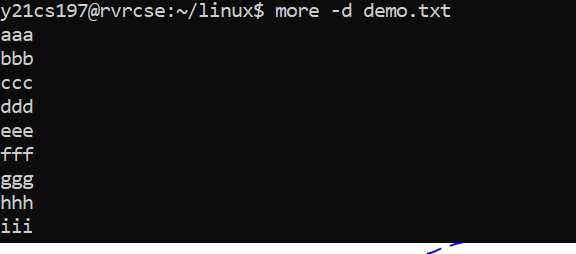 y21cs197@rvrcse:~/linux$ more -d demo.txt
aaa
bbb
ccc
ddd
eee
fff
ggg
hhh
iii